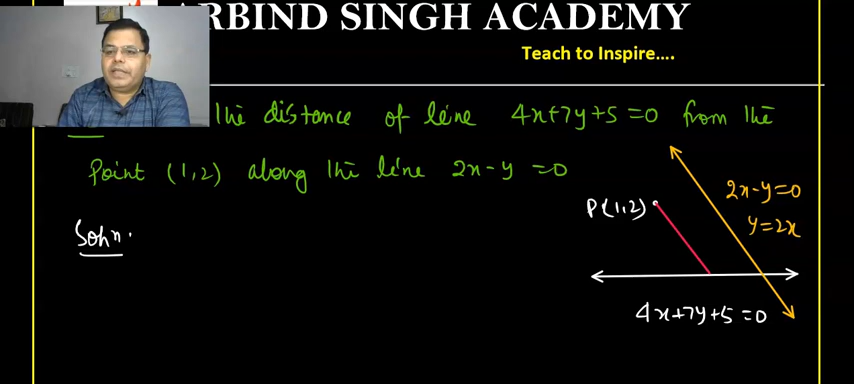 ARBIND SINGH ACADEMY
Teach to Inspire....
The distance of line 4x+7y+5=0 from the
Point (1,2) along the line 2x-y=0
Soln.
P(1,2)
2x-y=0
y=2x
4x+7y+5=0